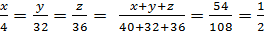 x/4 = y/32 = z/36 = x+y+z/40+32+36 = 54/108 = 1/2